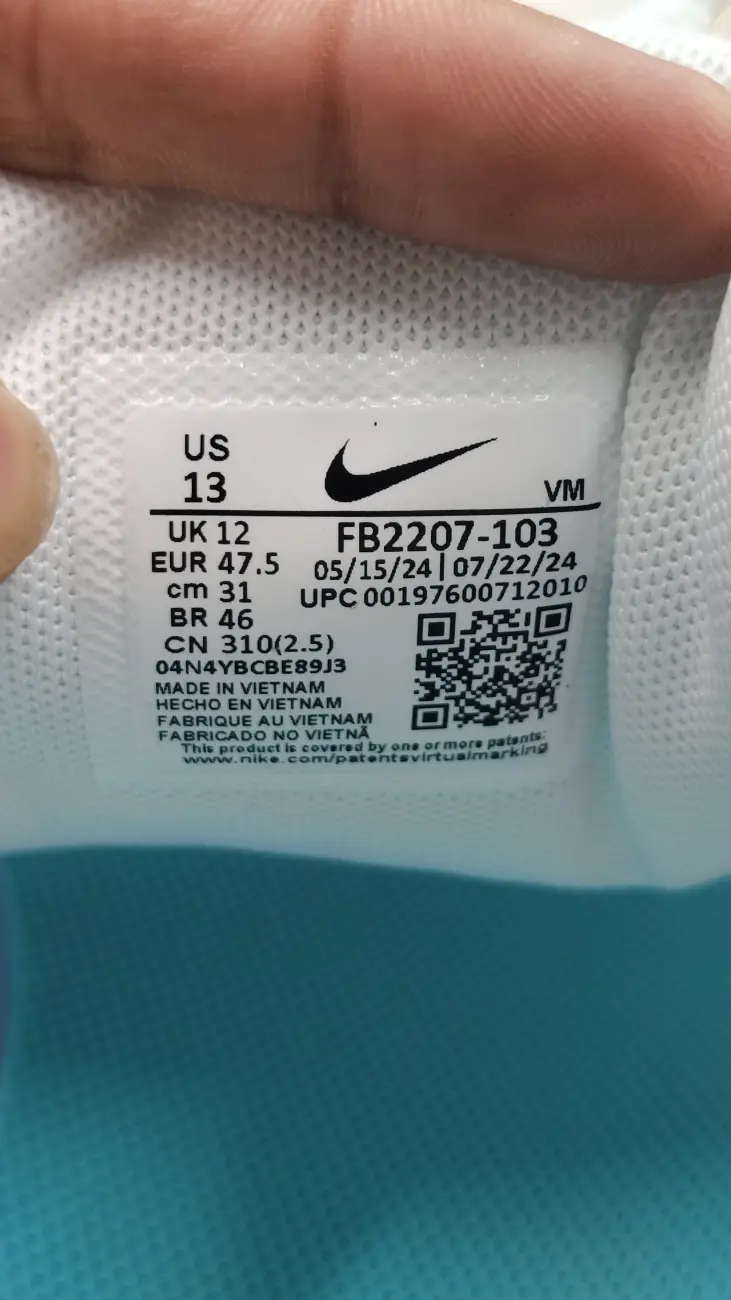 US
13
VM
UK 12
EUR 47.5
cm 31
BR 46
CN 310(2.5)
FB2207-103
05/15/24 | 07/22/24
UPC 00197600712010
04N4YBCBE89J3
MADE IN VIETNAM
HECHO EN VIETNAM
FABRIQUE AU VIETNAM
FABRICADO NO VIETNÃ
This product is covered by one or more patents:
www.nike.com/patentsvirtualmarking